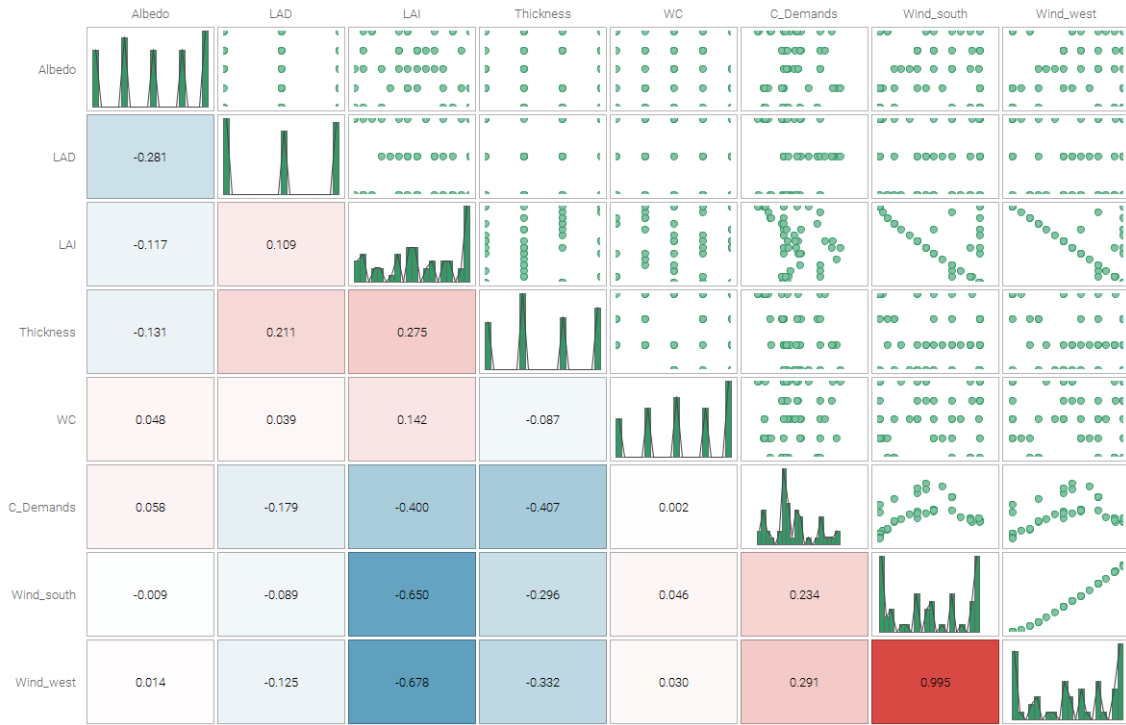 Albedo LAD LAI Thickness WC C_Demands Wind_south Wind_west
Albedo
LAD -0.281
LAI -0.117 0.109
Thickness -0.131 0.211 0.275
WC 0.048 0.039 0.142 -0.087
C_Demands 0.058 -0.179 -0.400 -0.407 0.002
Wind_south -0.009 -0.089 -0.650 -0.296 0.046 0.234
Wind_west 0.014 -0.125 -0.678 -0.332 0.030 0.291 0.995